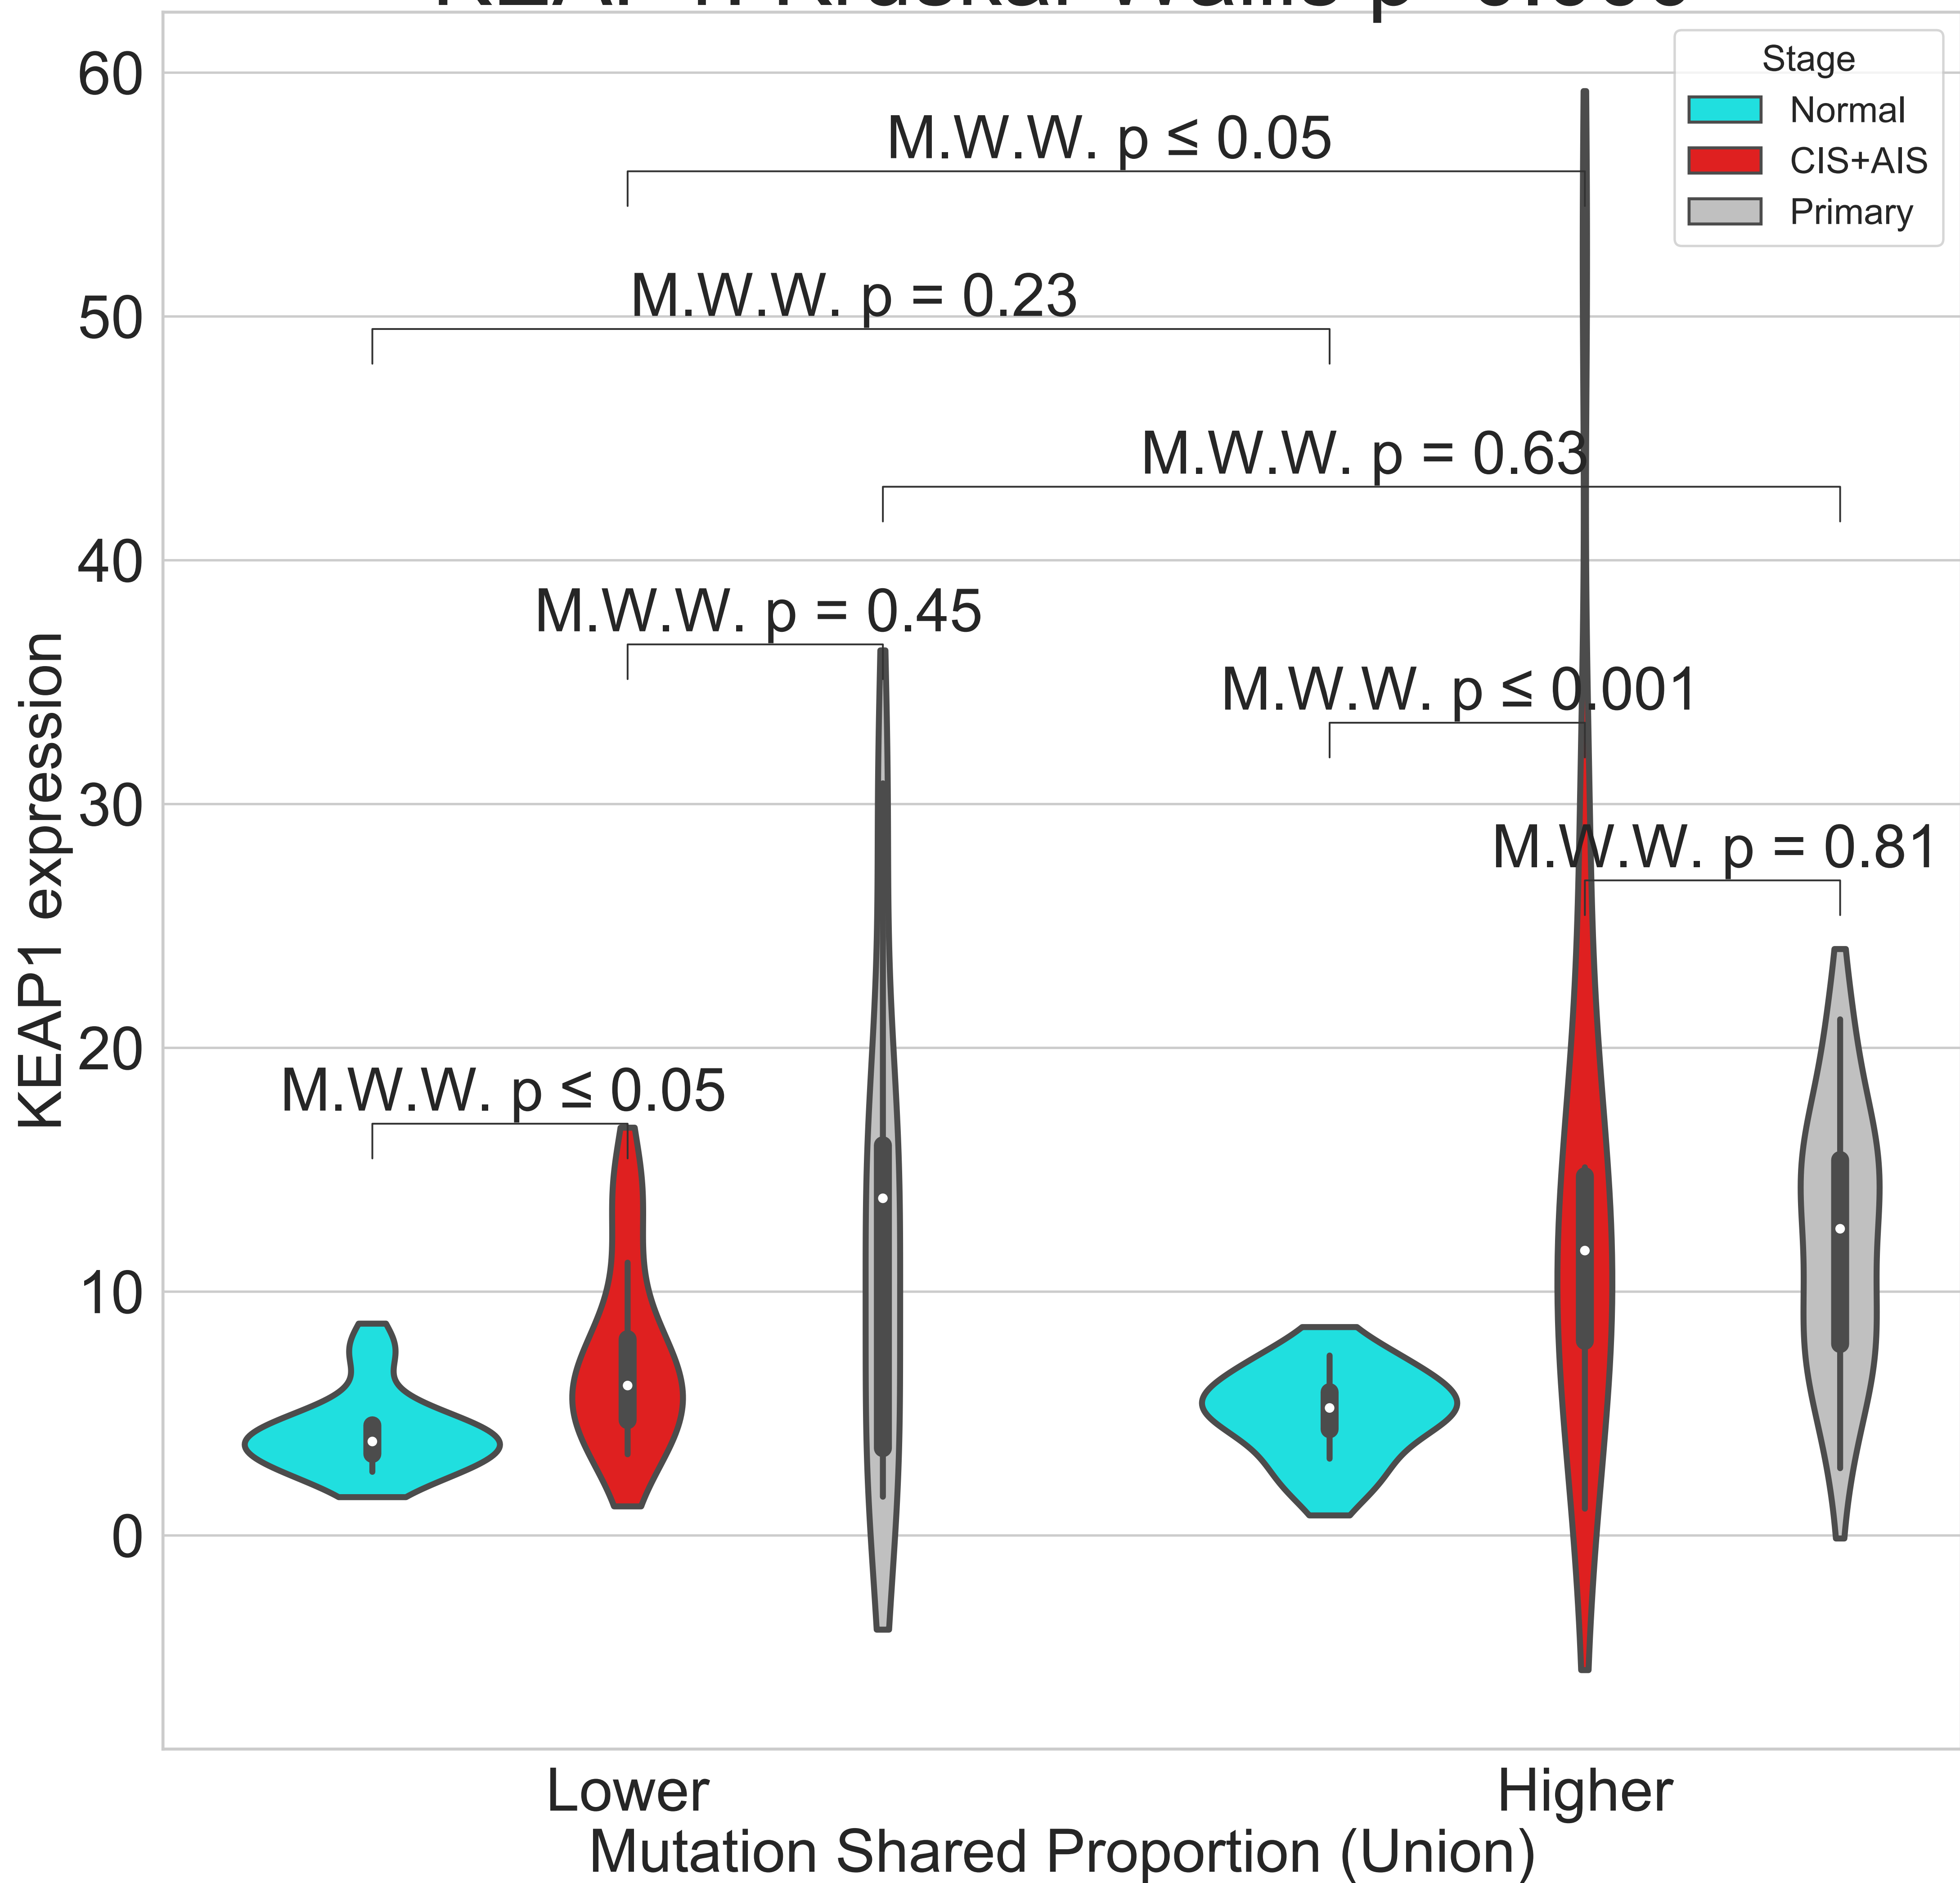 Stage
Normal
CIS+AIS
Primary
60
50
40
30
20
10
0
KEAP1 expression
M.W.W. p ≤ 0.05
M.W.W. p = 0.23
M.W.W. p = 0.63
M.W.W. p = 0.45
M.W.W. p ≤ 0.001
M.W.W. p = 0.81
M.W.W. p ≤ 0.05
Lower
Higher
Mutation Shared Proportion (Union)